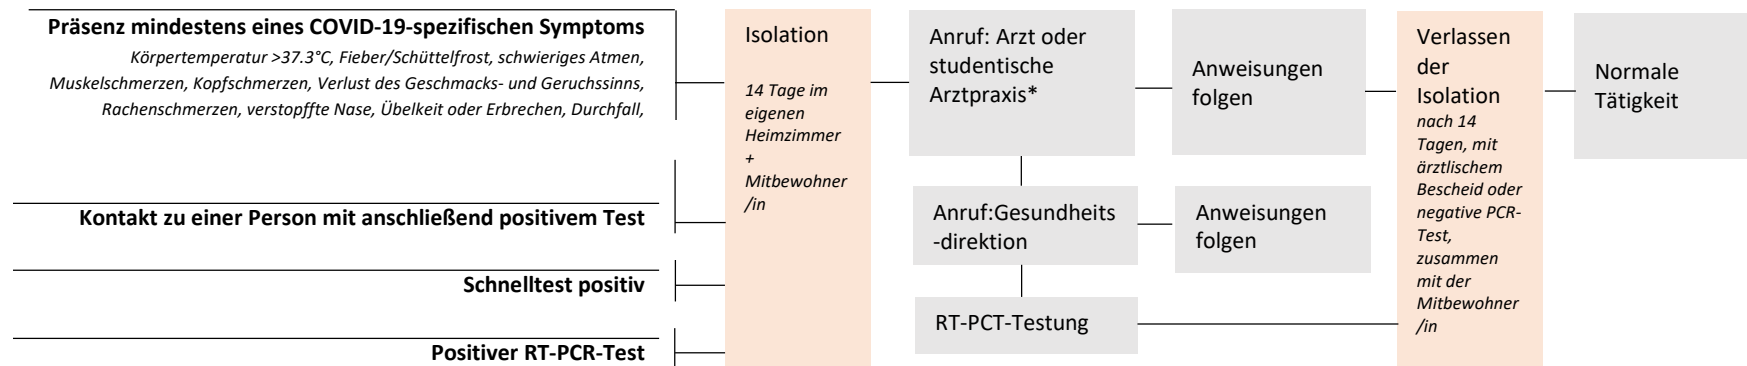 Präsenz mindestens eines COVID-19-spezifischen Symptoms
Körpertemperatur >37.3°C, Fieber/Schüttelfrost, schwieriges Atmen,
Muskelschmerzen, Kopfschmerzen, Verlust des Geschmacks- und Geruchssinns,
Rachenschmerzen, verstopffte Nase, Übelkeit oder Erbrechen, Durchfall,
Kontakt zu einer Person mit anschließend positivem Test
Schnelltest positiv
Positiver RT-PCR-Test
Isolation
14 Tage im
eigenen
Heimzimmer
+
Mitbewohner
/in
Anruf: Arzt oder
studentische
Arztpraxis*
Anweisungen
folgen
Anruf:Gesundheits
-direktion
Anweisungen
folgen
RT-PCT-Testung
Verlassen
der
Isolation
nach 14
Tagen, mit
ärztlischem
Bescheid oder
negative PCR-
Test,
zusammen
mit der
Mitbewohner
/in
Normale
Tätigkeit